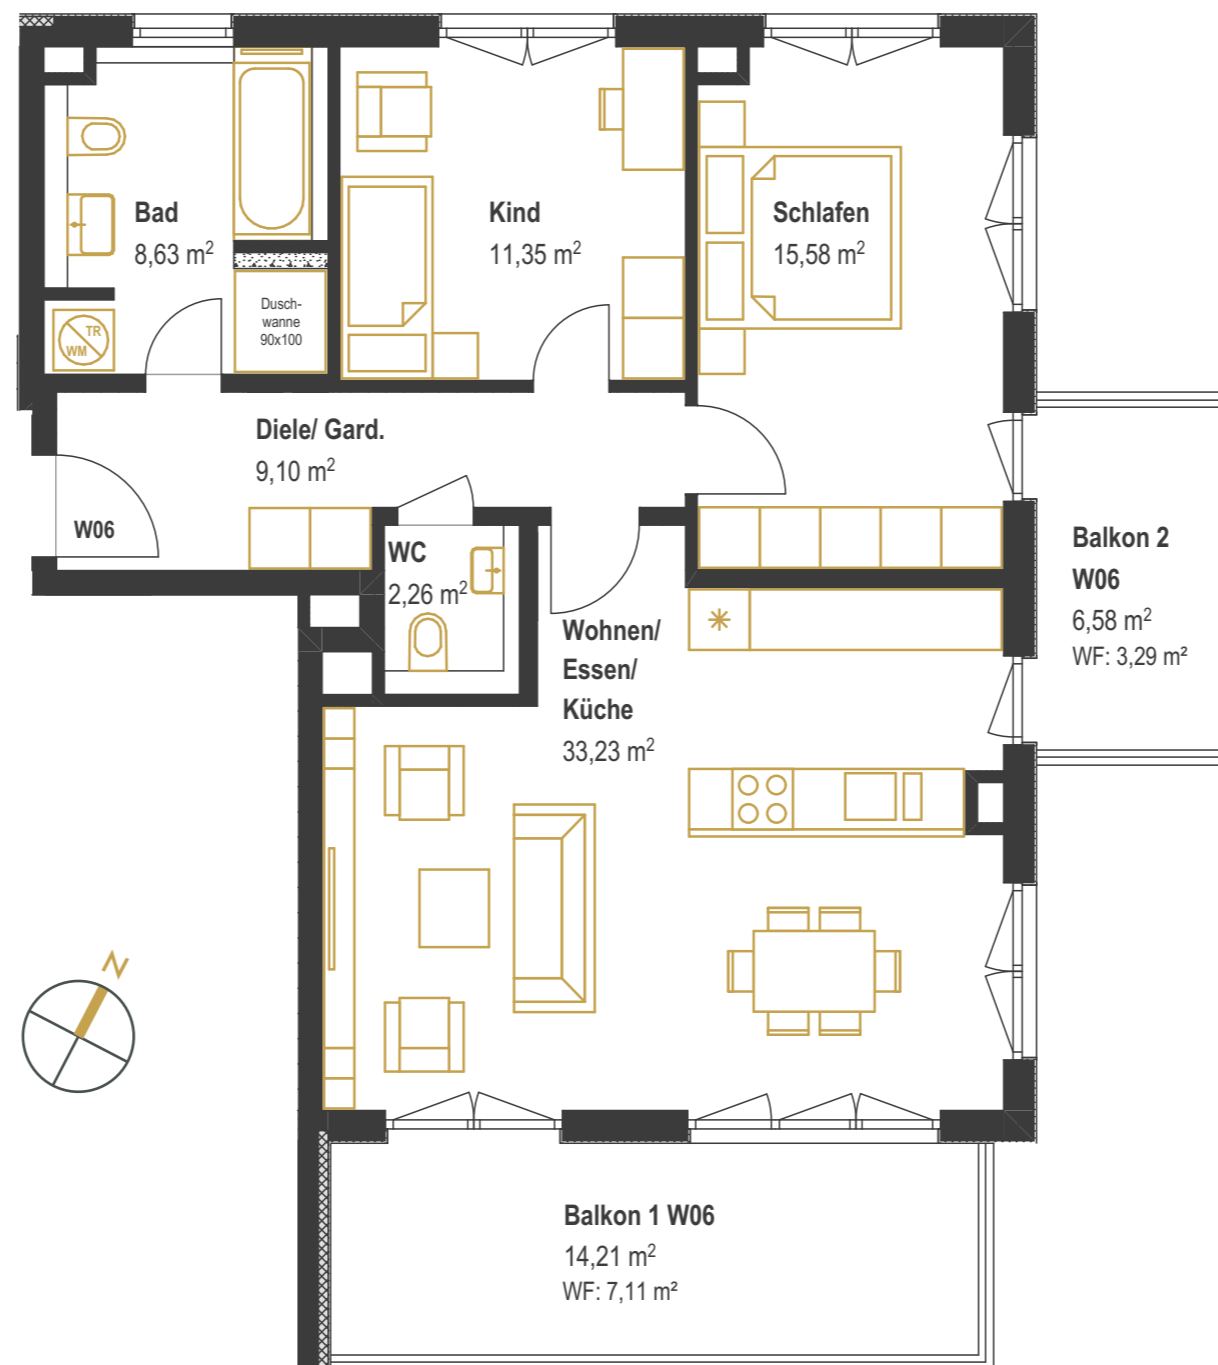 Bad
8,63 m²
Kind
11,35 m²
Schlafen
15,58 m²
Dusch-
wanne
90x100
TR
WM
Diele/ Gard.
9,10 m²
W06
WC
2,26 m²
Wohnen/
Essen/
Küche
33,23 m²
Balkon 2
W06
6,58 m²
WF: 3,29 m²
N
Balkon 1 W06
14,21 m²
WF: 7,11 m²